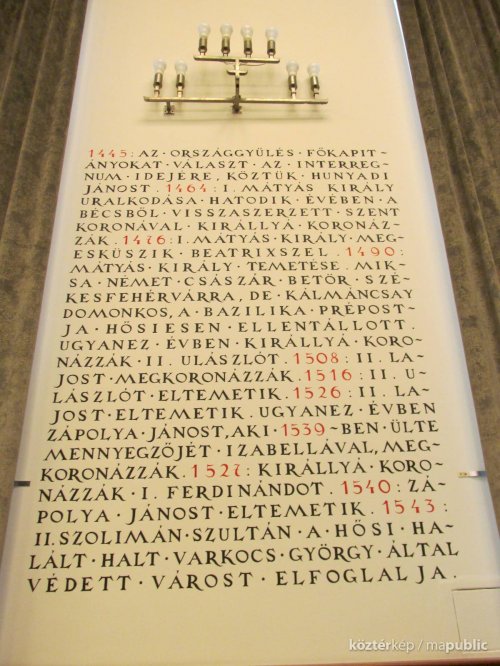 1445: AZ · ORSZÁGGYÜLÉS · FŐKAPIT~
ÁNYOKAT · VÁLASZT · AZ · INTERREG~
NUM · IDEJÉRE, KÖZTÜK · HUNYADI
JÁNOST. 1464: I. MÁTYÁS · KIRÁLY
URALKODÁSA · HATODIK · ÉVÉBEN · A
BÉCSBŐL · VISSZASZERZETT · SZENT
KORONÁVAL · KIRÁLLYÁ · KORONÁZ~
ZÁK. 1476: I. MÁTYÁS · KIRÁLY · MEG~
ESKÜSZIK · BEATRIXSZEL. 1490:
MÁTYÁS · KIRÁLY · TEMETÉSE. MIK~
SA · NÉMET · CSÁSZÁR · BETÖR · SZÉ~
KESFEHÉRVÁRRA, DE · KÁLMÁNCSAY
DOMONKOS, A · BAZILIKA · PRÉPOST~
JA · HŐSIESEN · ELLENTÁLLOTT.
UGYANEZ · ÉVBEN · KIRÁLLYÁ · KORO~
NÁZZÁK · II. ULÁSZLÓT. 1508: II. LA~
JOST · MEGKORONÁZZÁK. 1516: II. U~
LÁSZLÓT · ELTEMETIK. 1526: II. LA~
JOST · ELTEMETIK. UGYANEZ · ÉVBEN
ZÁPOLYA · JÁNOST, AKI · 1539~BEN · ÜLTE
MENNYEGZŐJÉT · IZABELLÁVAL, MEG~
KORONÁZZÁK. 1527: KIRÁLLYÁ · KORO~
NÁZZÁK · I. FERDINÁNDOT. 1540: ZÁ~
POLYA · JÁNOST · ELTEMETIK. 1543:
II. SZOLIMÁN · SZULTÁN · A · HŐSI · HA~
LÁLT · HALT · VARKOCS · GYÖRGY · ÁLTAL
VÉDETT · VÁROST · ELFOGLALJA.
köztérkép / mapublic